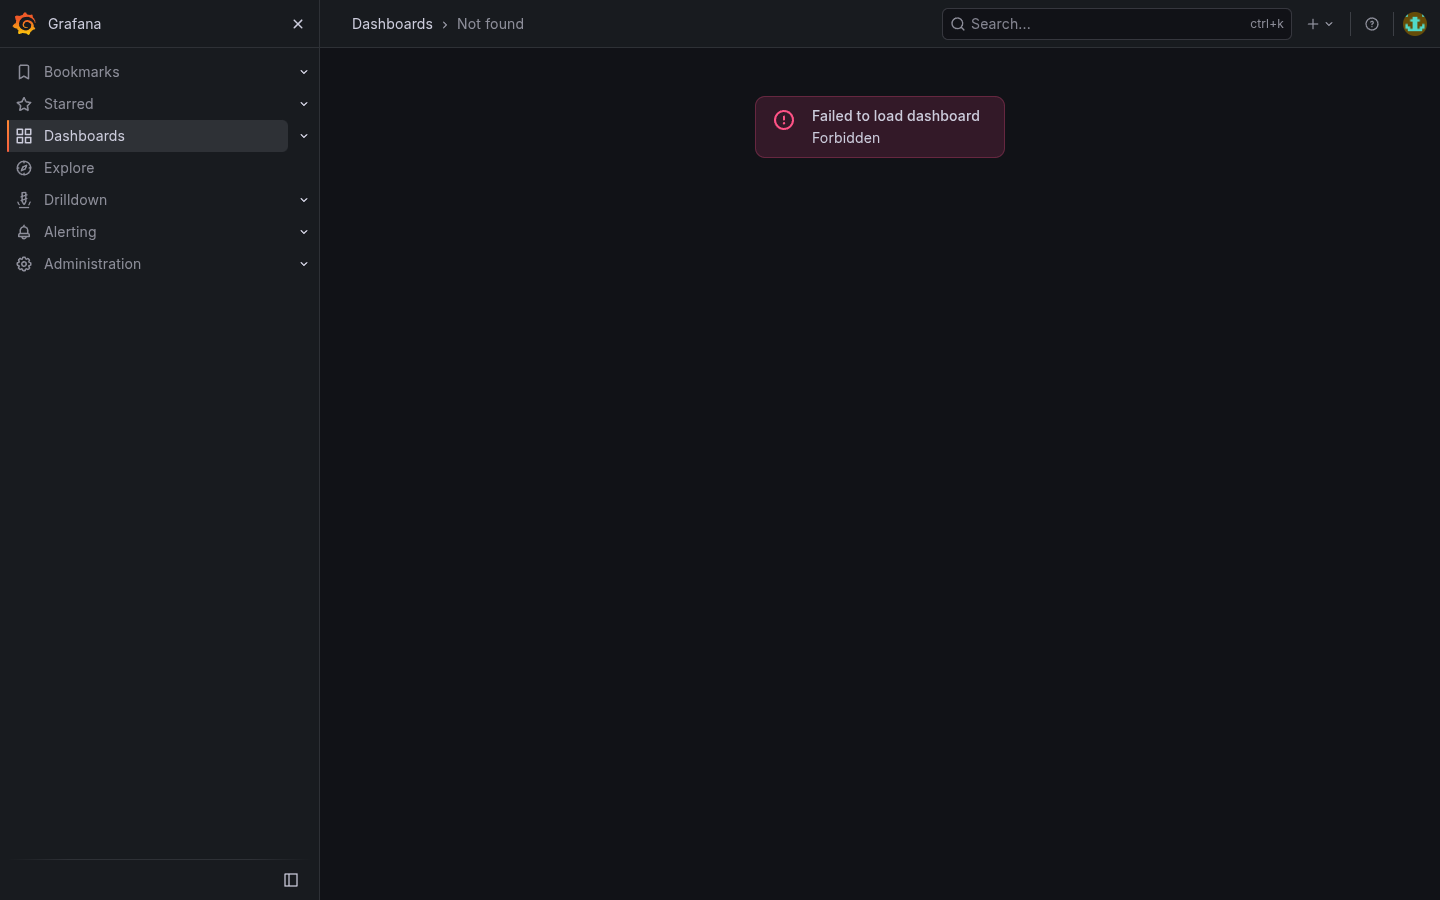 Grafana
Dashboards › Not found
Search...
ctrl+k
Bookmarks
Starred
Dashboards
Explore
Drilldown
Alerting
Administration
Failed to load dashboard
Forbidden